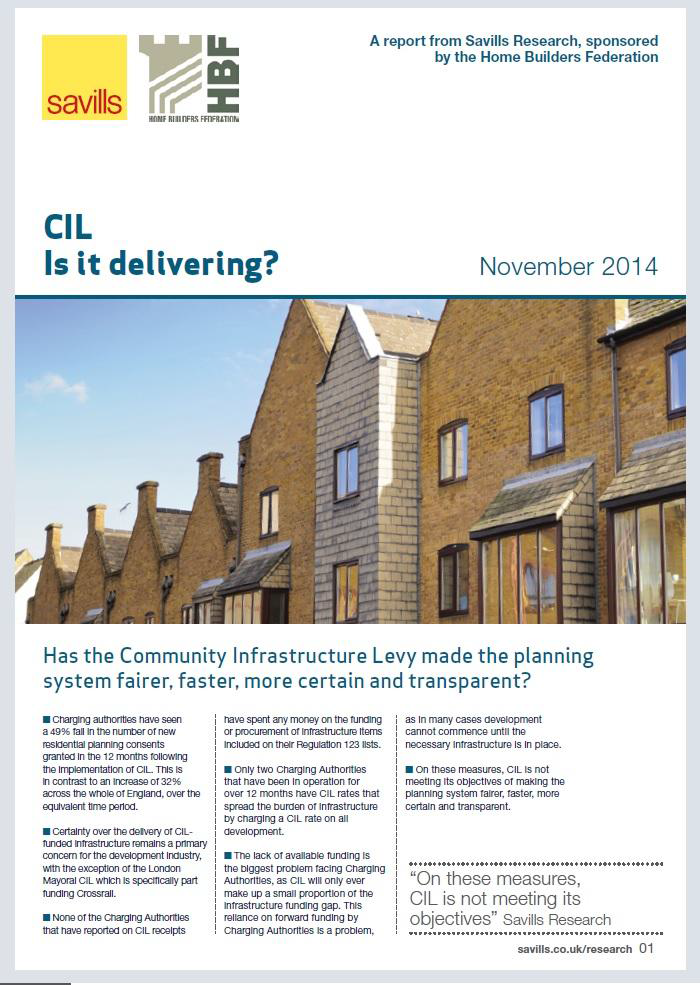 savills
HBF
HOME BUILDERS FEDERATION
A report from Savills Research, sponsored
by the Home Builders Federation
CIL
Is it delivering?
November 2014
Has the Community Infrastructure Levy made the planning
system fairer, faster, more certain and transparent?
■ Charging authorities have seen
a 49% fall in the number of new
residential planning consents
granted in the 12 months following
the implementation of CIL. This is
in contrast to an increase of 32%
across the whole of England, over the
equivalent time period.
■ Certainty over the delivery of CIL-
funded infrastructure remains a primary
concern for the development industry,
with the exception of the London
Mayoral CIL which is specifically part
funding Crossrail.
■ None of the Charging Authorities
that have reported on CIL receipts
have spent any money on the funding
or procurement of infrastructure items
included on their Regulation 123 lists.
■ Only two Charging Authorities
that have been in operation for
over 12 months have CIL rates that
spread the burden of infrastructure
by charging a CIL rate on all
development.
■ The lack of available funding is
the biggest problem facing Charging
Authorities, as CIL will only ever
make up a small proportion of the
infrastructure funding gap. This
reliance on forward funding by
Charging Authorities is a problem,
as in many cases development
cannot commence until the
necessary infrastructure is in place.
■ On these measures, CIL is not
meeting its objectives of making the
planning system fairer, faster, more
certain and transparent.
“On these measures,
CIL is not meeting its
objectives” Savills Research
savills.co.uk/research 01